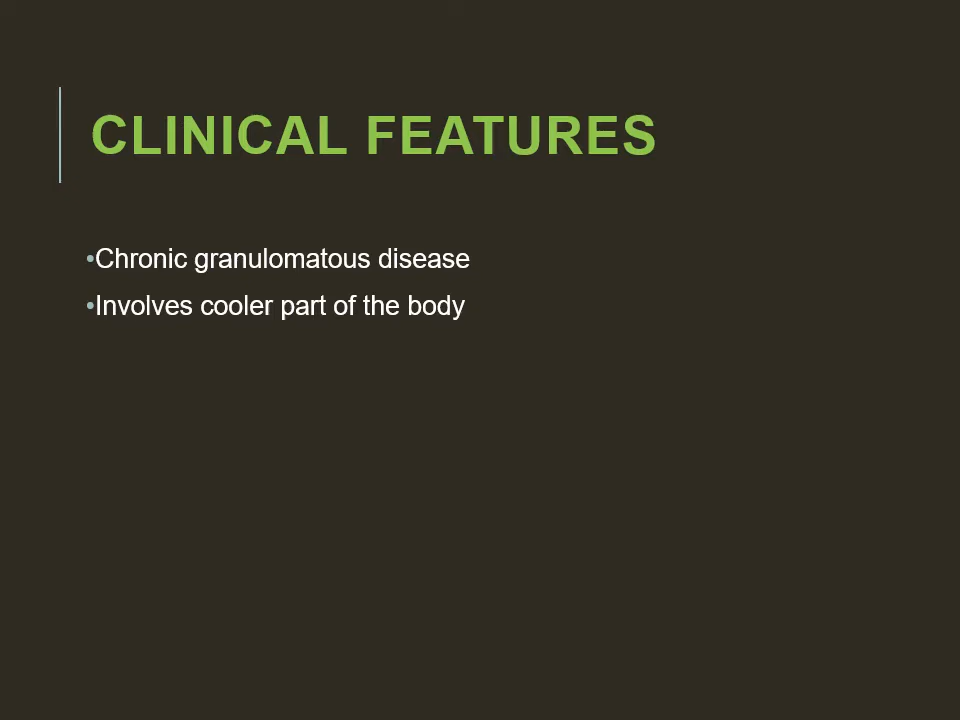 CLINICAL FEATURES
•Chronic granulomatous disease
•Involves cooler part of the body